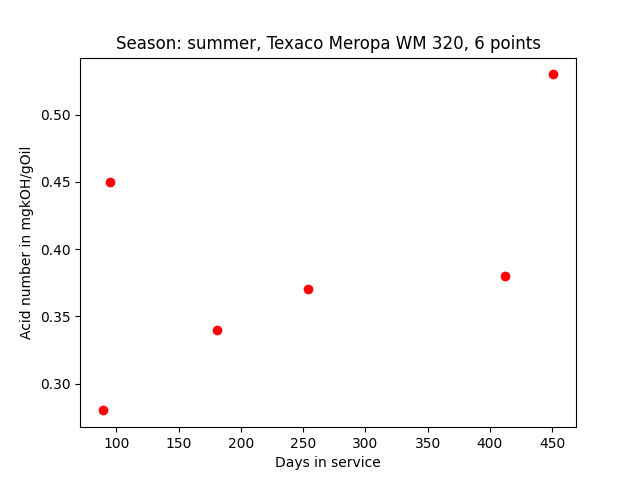 Season: summer, Texaco Meropa WM 320, 6 points
Acid number in mgkOH/gOil
0.50
0.45
0.40
0.35
0.30
100 150 200 250 300 350 400 450
Days in service